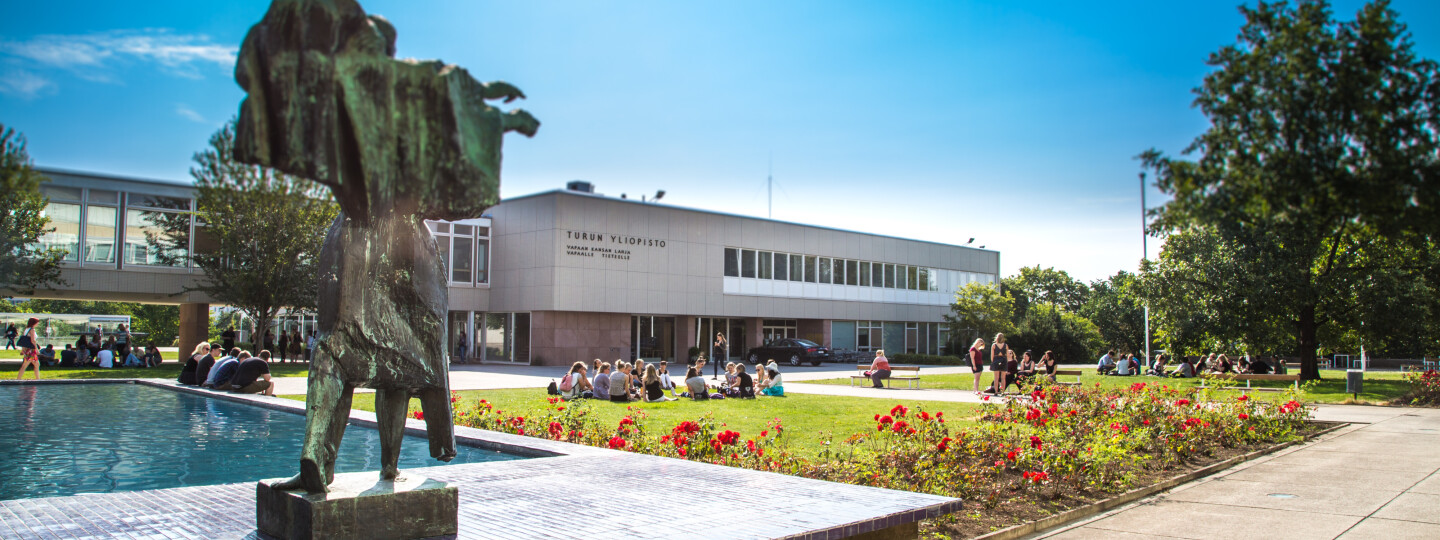 TURUN YLIOPISTO
VAPAAN KANSAN LAHJA
VAPAALLE TIETEELLE